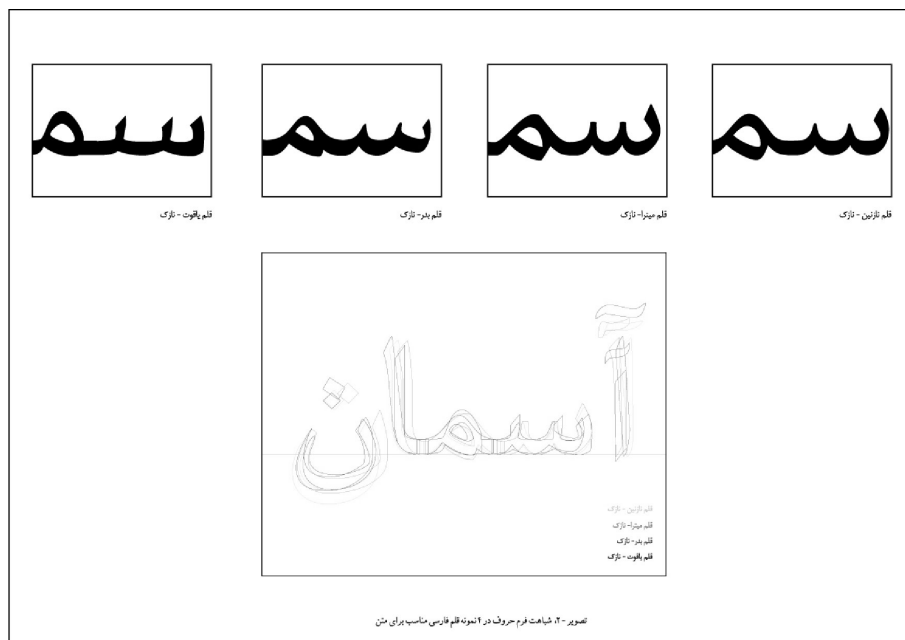 سم
سم
سم
سم
قلم نازنین - نازک
قلم میترا- نازک
قلم بدر- نازک
قلم یاقوت - نازک
آسمان
قلم نازنین - نازک
قلم میترا- نازک
قلم بدر- نازک
قلم یاقوت - نازک
تصویر -۲، شباهت فرم حروف در ۴ نمونه قلم فارسی مناسب برای متن